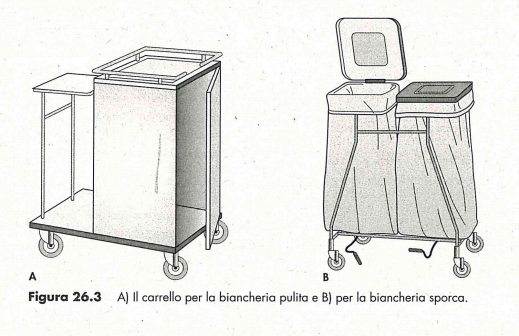 A
B
Figura 26.3 A) Il carrello per la biancheria pulita e B) per la biancheria sporca.